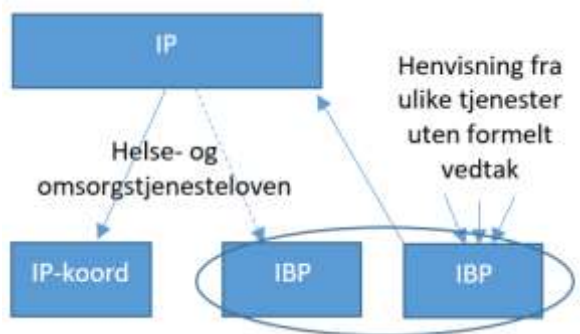 IP
Henvisning fra
ulike tjenester
uten formelt
vedtak
Helse- og
omsorgstjenesteloven
IP-koord
IBP
IBP